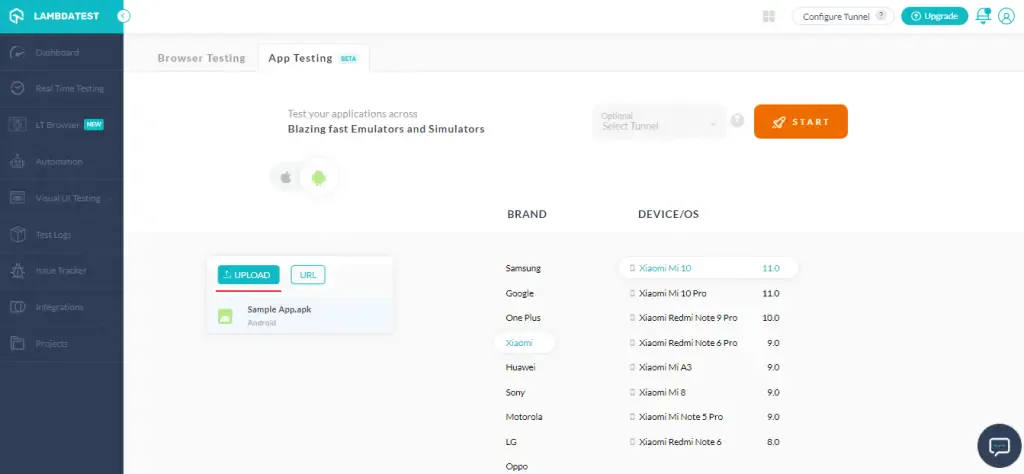 LAMBDATEST
Configure Tunnel ?
Upgrade
Dashboard
Real Time Testing
LT Browser NEW
Automation
Visual UI Testing
Test Logs
Issue Tracker
Integrations
Projects
Browser Testing
App Testing BETA
Test your applications across
Blazing fast Emulators and Simulators
Optional
Select Tunnel
?
START
BRAND
DEVICE/OS
UPLOAD
URL
Sample App.apk
Android
Samsung
Google
One Plus
Xiaomi
Huawei
Sony
Motorola
LG
Oppo
Xiaomi Mi 10 11.0
Xiaomi Mi 10 Pro 11.0
Xiaomi Redmi Note 9 Pro 10.0
Xiaomi Redmi Note 6 Pro 9.0
Xiaomi Mi A3 9.0
Xiaomi Mi 8 9.0
Xiaomi Mi Note 5 Pro 9.0
Xiaomi Redmi Note 6 8.0